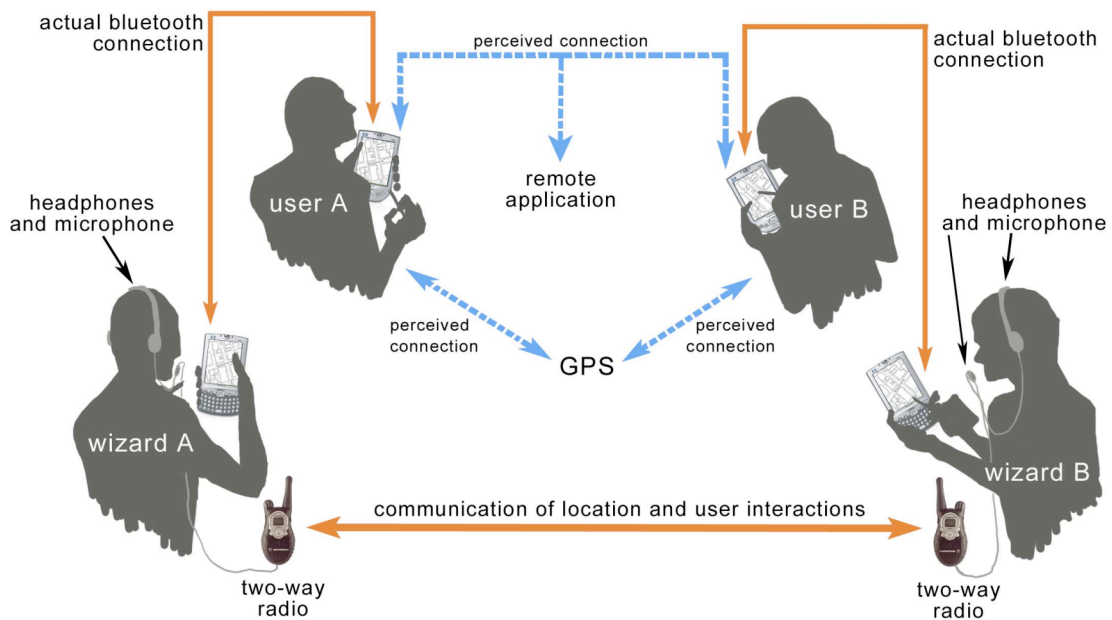 actual bluetooth
connection
perceived connection
actual bluetooth
connection
remote
application
user A
user B
headphones
and microphone
headphones
and microphone
perceived
connection
perceived
connection
GPS
wizard A
wizard B
communication of location and user interactions
two-way
radio
two-way
radio